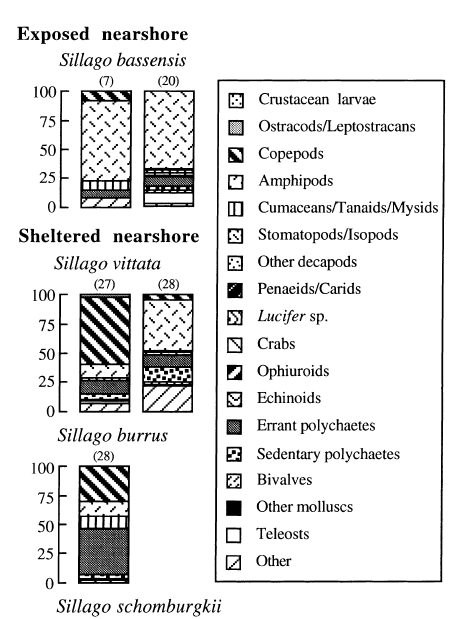 Exposed nearshore
Sillago bassensis
(7) (20)
100
75
50
25
0
Sheltered nearshore
Sillago vittata
(27) (28)
100
75
50
25
0
Sillago burrus
(28)
100
75
50
25
0
Sillago schomburgkii
Crustacean larvae
Ostracods/Leptostracans
Copepods
Amphipods
Cumaceans/Tanaids/Mysids
Stomatopods/Isopods
Other decapods
Penaeids/Carids
Lucifer sp.
Crabs
Ophiuroids
Echinoids
Errant polychaetes
Sedentary polychaetes
Bivalves
Other molluscs
Teleosts
Other